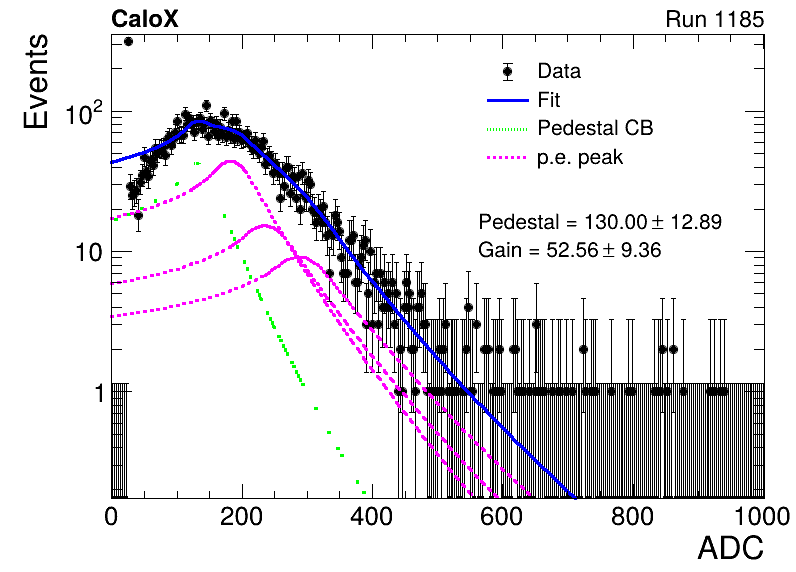 CaloX Run 1185
Events
Data
Fit
Pedestal CB
p.e. peak
Pedestal = 130.00 ± 12.89
Gain = 52.56 ± 9.36
10²
10
1
0 200 400 600 800 1000
ADC